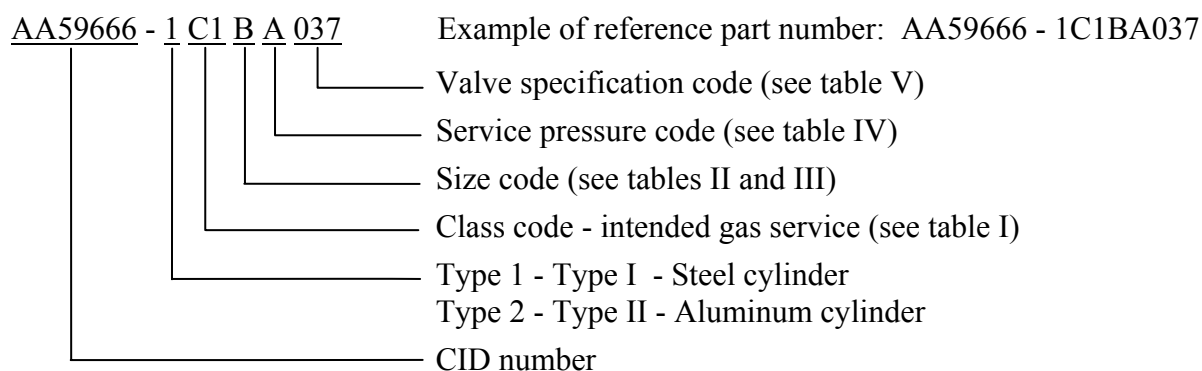 AA59666 - 1 C1 B A 037 Example of reference part number: AA59666 - 1C1BA037
Valve specification code (see table V)
Service pressure code (see table IV)
Size code (see tables II and III)
Class code - intended gas service (see table I)
Type 1 - Type I - Steel cylinder
Type 2 - Type II - Aluminum cylinder
CID number